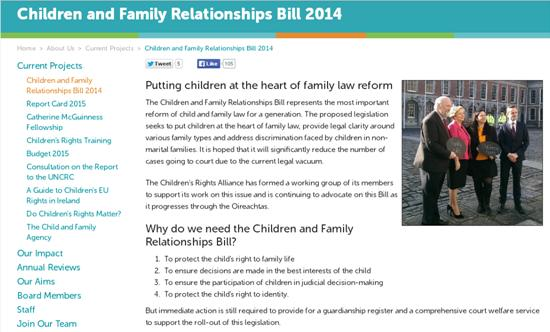 Children and Family Relationships Bill 2014
Home > About Us > Current Projects > Children and Family Relationships Bill 2014
Current Projects
Children and Family
Relationships Bill 2014
Report Card 2015
Catherine McGuinness
Fellowship
Children's Rights Training
Budget 2015
Consultation on the Report
to the UNCRC
A Guide to Children's EU
Rights in Ireland
Do Children's Rights Matter?
The Child and Family
Agency
Our Impact
Annual Reviews
Our Aims
Board Members
Staff
Join Our Team
Tweet 5 Like 105
Putting children at the heart of family law reform
The Children and Family Relationships Bill represents the most important
reform of child and family law for a generation. The proposed legislation
seeks to put children at the heart of family law, provide legal clarity around
various family types and address discrimination faced by children in non-
marital families. It is hoped that it will significantly reduce the number of
cases going to court due to the current legal vacuum.
The Children's Rights Alliance has formed a working group of its members
to support its work on this issue and is continuing to advocate on this Bill as
it progresses through the Oireachtas.
Why do we need the Children and Family
Relationships Bill?
1. To protect the child's right to family life
2. To ensure decisions are made in the best interests of the child
3. To ensure the participation of children in judicial decision-making
4. To protect the child's right to identity.
But immediate action is still required to provide for a guardianship register and a comprehensive court welfare service
to support the roll-out of this legislation.